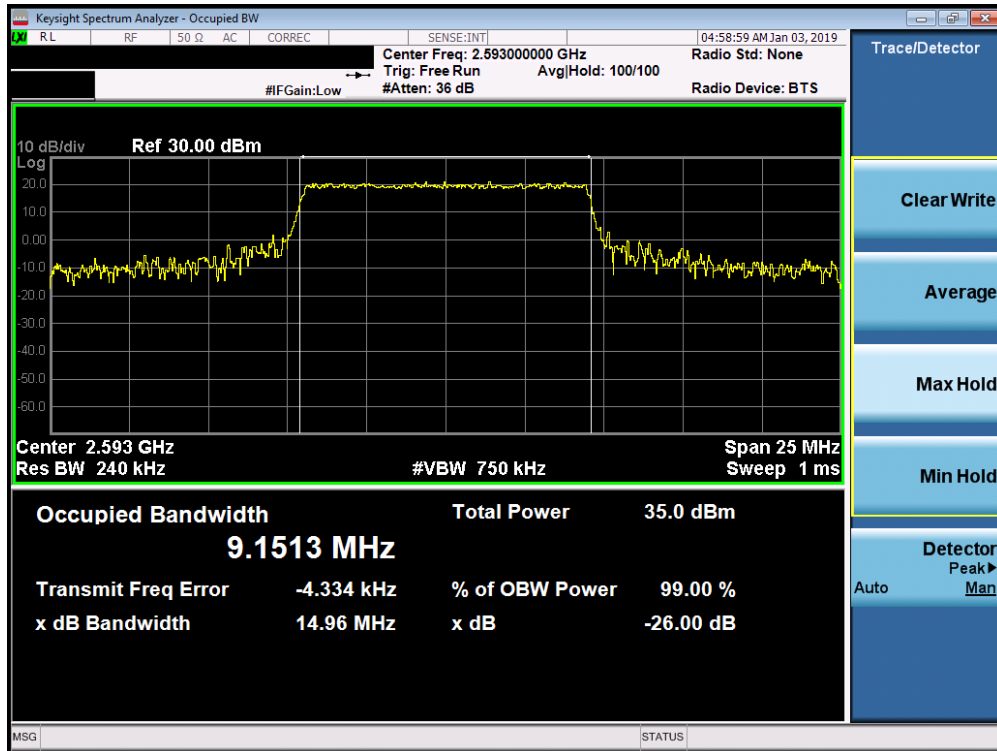 Keysight Spectrum Analyzer - Occupied BW
LXI RL RF 50 Ω AC CORREC SENSE:INT 04:58:59 AM Jan 03, 2019
Center Freq: 2.593000000 GHz Radio Std: None
Trig: Free Run Avg|Hold: 100/100
#IFGain:Low #Atten: 36 dB Radio Device: BTS
10 dB/div Ref 30.00 dBm
Log
20.0
10.0
0.00
-10.0
-20.0
-30.0
-40.0
-50.0
-60.0
Center 2.593 GHz Span 25 MHz
Res BW 240 kHz #VBW 750 kHz Sweep 1 ms
Occupied Bandwidth Total Power 35.0 dBm
9.1513 MHz
Transmit Freq Error -4.334 kHz % of OBW Power 99.00 %
x dB Bandwidth 14.96 MHz x dB -26.00 dB
MSG STATUS
Trace/Detector
Clear Write
Average
Max Hold
Min Hold
Detector
Peak▶
Auto Man